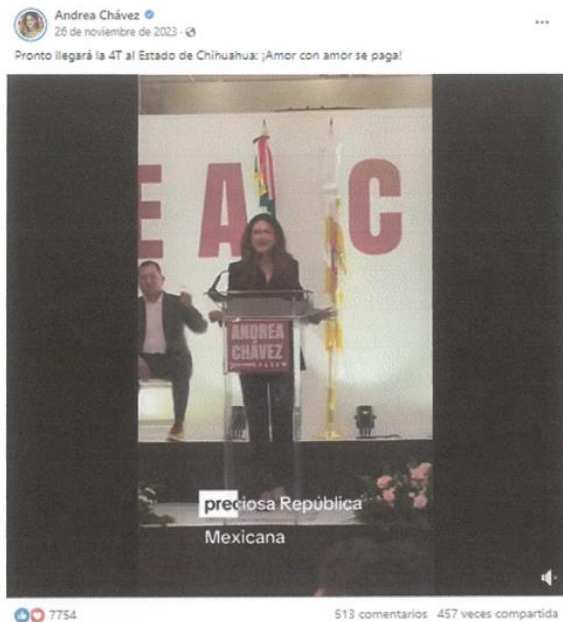 Andrea Chávez
26 de noviembre de 2023 ·
Pronto llegará la 4T al Estado de Chihuahua: ¡Amor con amor se paga!
EA C
ANDREA
CHÁVEZ
preciosa República
Mexicana
7754
513 comentarios 457 veces compartida